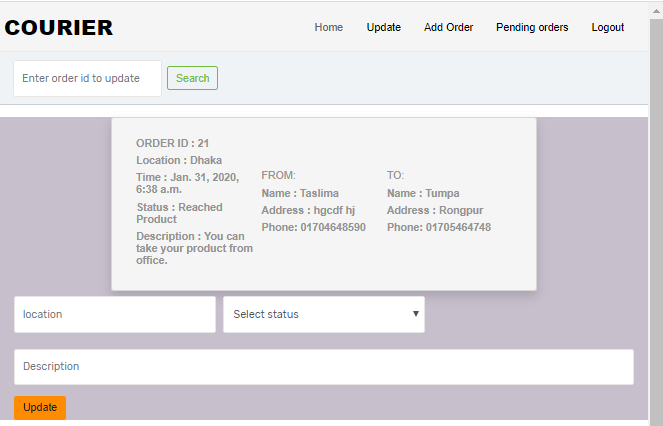 COURIER
Home Update Add Order Pending orders Logout
Enter order id to update Search
ORDER ID : 21
Location : Dhaka
Time : Jan. 31, 2020,
6:38 a.m.
Status : Reached
Product
Description : You can
take your product from
office.
FROM:
Name : Taslima
Address : hgcdf hj
Phone: 01704648590
TO:
Name : Tumpa
Address : Rongpur
Phone: 01705464748
location Select status
Description
Update